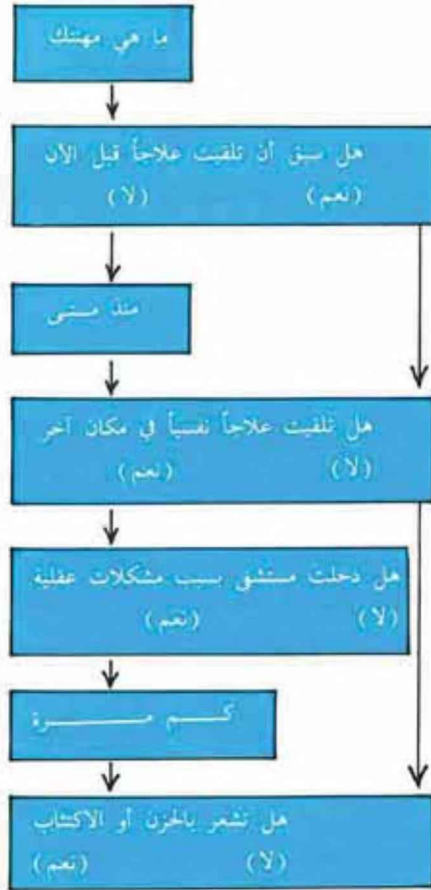 ما هي مهنتك
هل سبق أن تلقيت علاجاً قبل الآن
(نعم) (لا)
منذ متى
هل تلقيت علاجاً نفسياً في مكان آخر
(لا) (نعم)
هل دخلت مستشفى بسبب مشكلات عقلية
(لا) (نعم)
كم مرة
هل تشعر بالحزن أو الاكتئاب
(لا) (نعم)